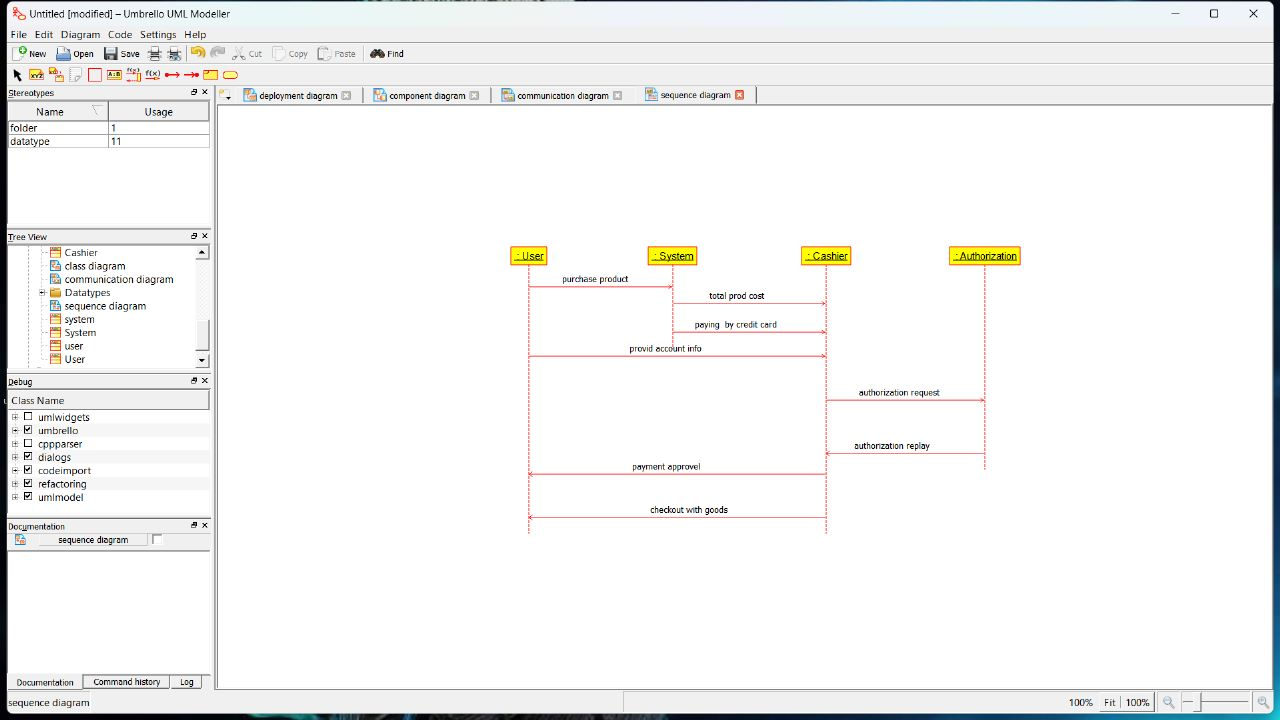 Untitled [modified] – Umbrello UML Modeller
File Edit Diagram Code Settings Help
New Open Save Cut Copy Paste Find
Stereotypes
Name Usage
folder 1
datatype 11
Tree View
Cashier
class diagram
communication diagram
Datatypes
sequence diagram
system
System
user
User
Debug
Class Name
umlwidgets
umbrello
cppparser
dialogs
codeimport
refactoring
umlmodel
Documentation
sequence diagram
Documentation Command history Log
sequence diagram
deployment diagram component diagram communication diagram sequence diagram
: User : System : Cashier : Authorization
purchase product
total prod cost
paying by credit card
provid account info
authorization request
authorization replay
payment approvel
checkout with goods
100% Fit 100%